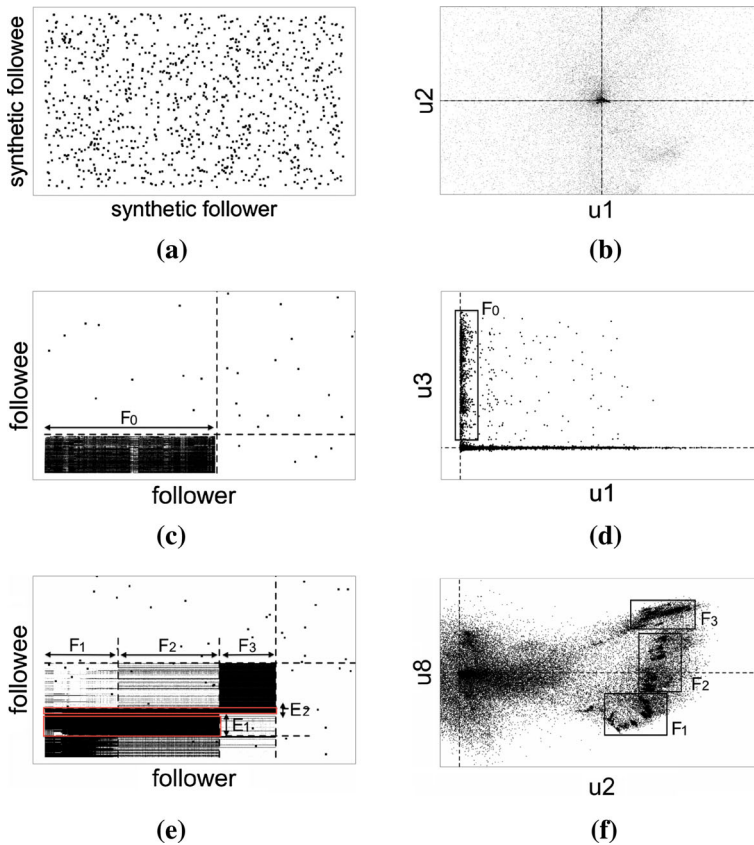 synthetic followee
synthetic follower
(a)
u2
u1
(b)
followee
F0
follower
(c)
u3
F0
u1
(d)
followee
F1 F2 F3
E2
E1
follower
(e)
u8
F3
F2
F1
u2
(f)